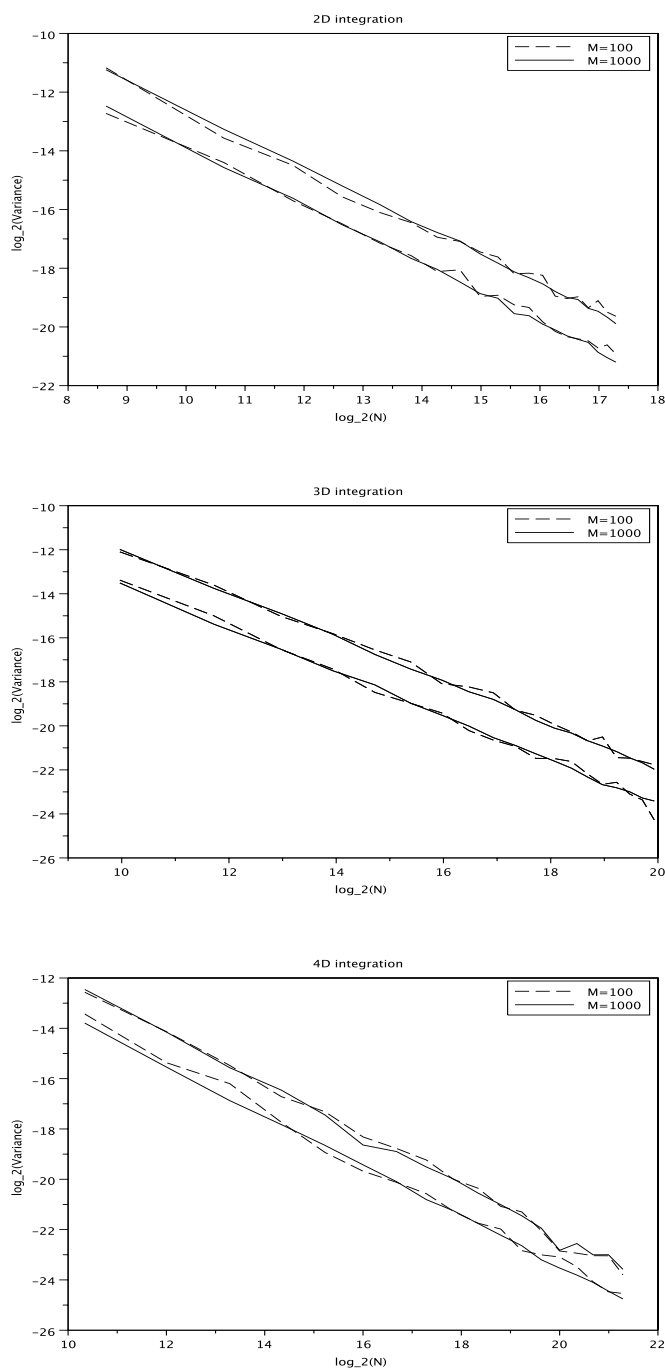 2D integration
-10
-12
-14
-16
-18
-20
-22
log_2(Variance)
8 9 10 11 12 13 14 15 16 17 18
log_2(N)
M=100
M=1000
3D integration
-10
-12
-14
-16
-18
-20
-22
-24
-26
log_2(Variance)
10 12 14 16 18 20
log_2(N)
M=100
M=1000
4D integration
-12
-14
-16
-18
-20
-22
-24
-26
log_2(Variance)
10 12 14 16 18 20 22
log_2(N)
M=100
M=1000